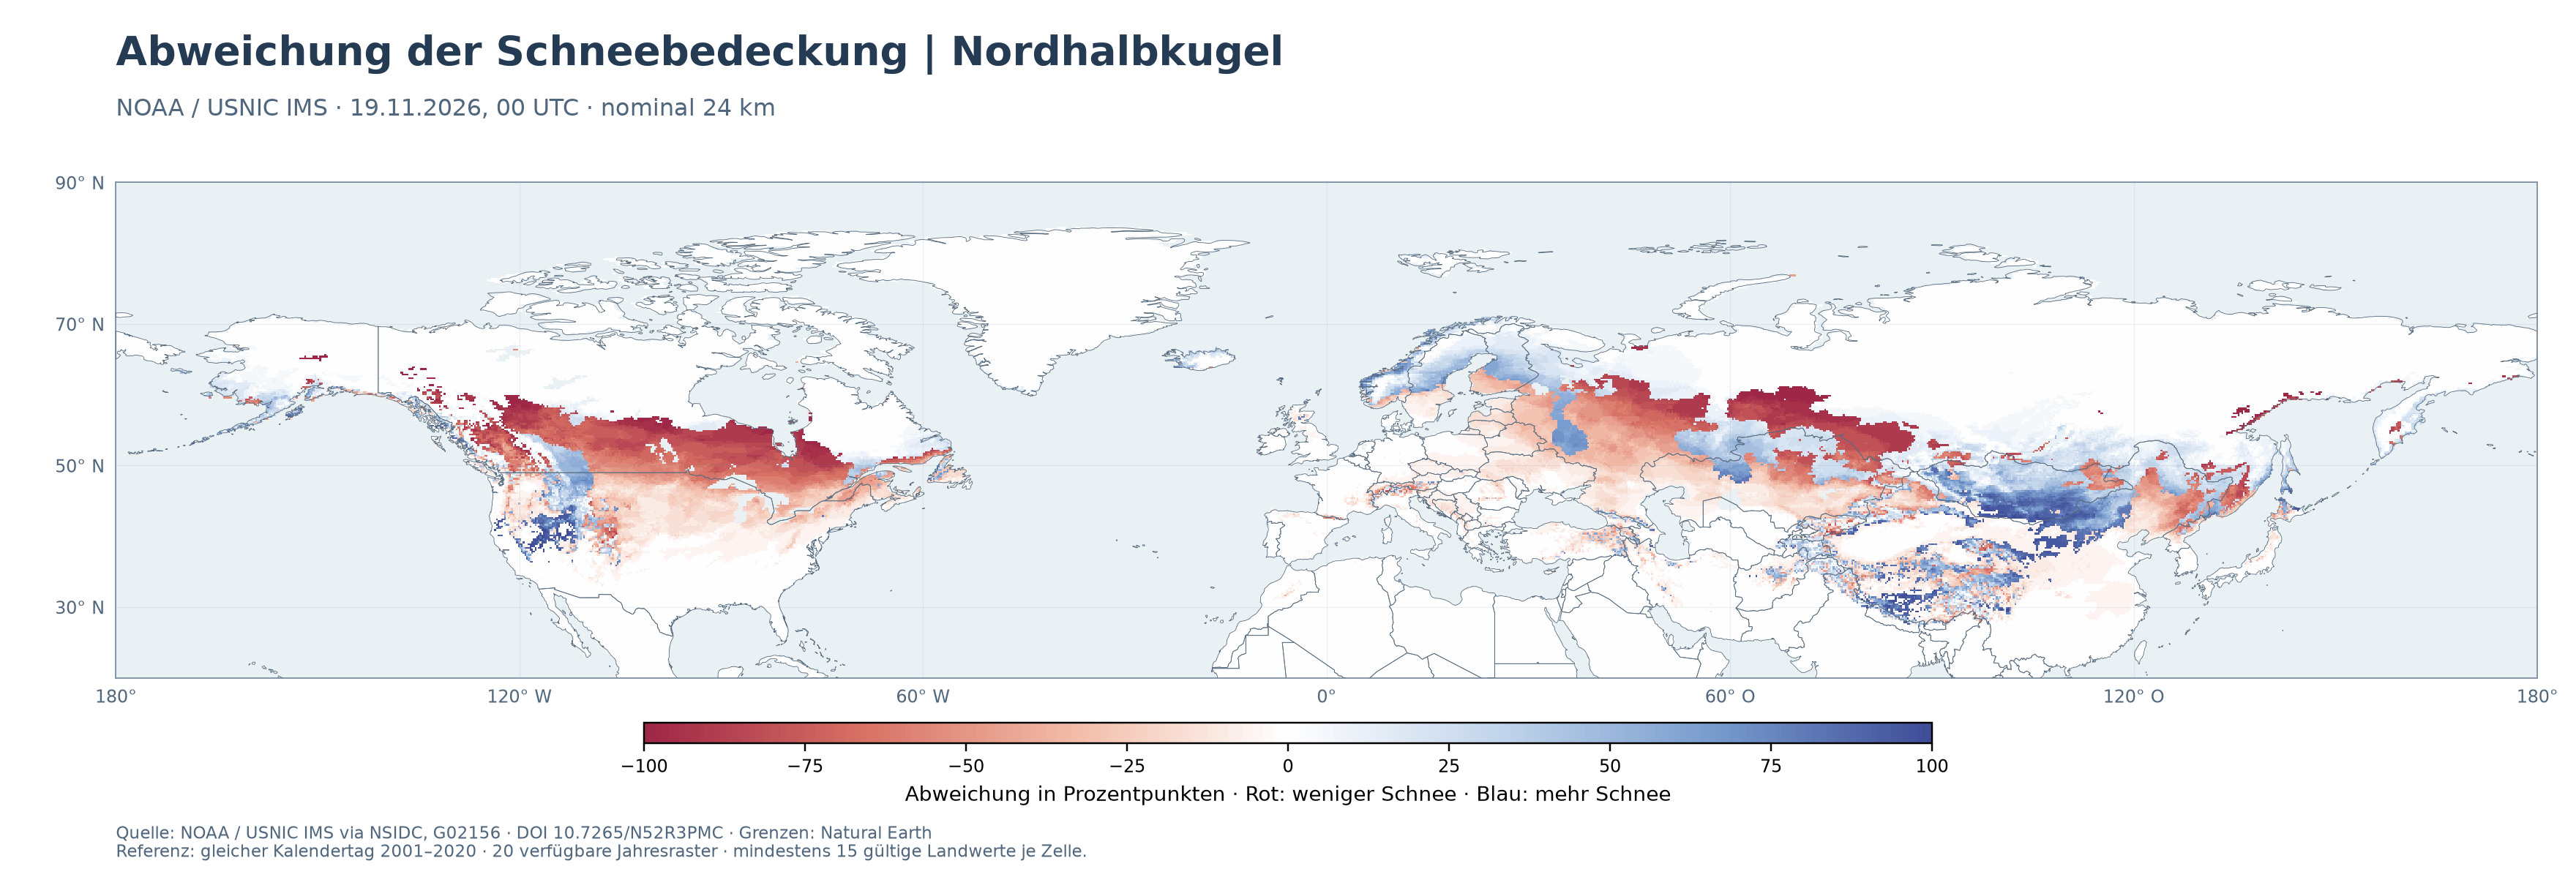 Abweichung der Schneebedeckung | Nordhalbkugel
NOAA / USNIC IMS · 19.11.2026, 00 UTC · nominal 24 km
90° N
70° N
50° N
30° N
180° 120° W 60° W 0° 60° O 120° O 180°
−100 −75 −50 −25 0 25 50 75 100
Abweichung in Prozentpunkten · Rot: weniger Schnee · Blau: mehr Schnee
Quelle: NOAA / USNIC IMS via NSIDC, G02156 · DOI 10.7265/N52R3PMC · Grenzen: Natural Earth
Referenz: gleicher Kalendertag 2001–2020 · 20 verfügbare Jahresraster · mindestens 15 gültige Landwerte je Zelle.